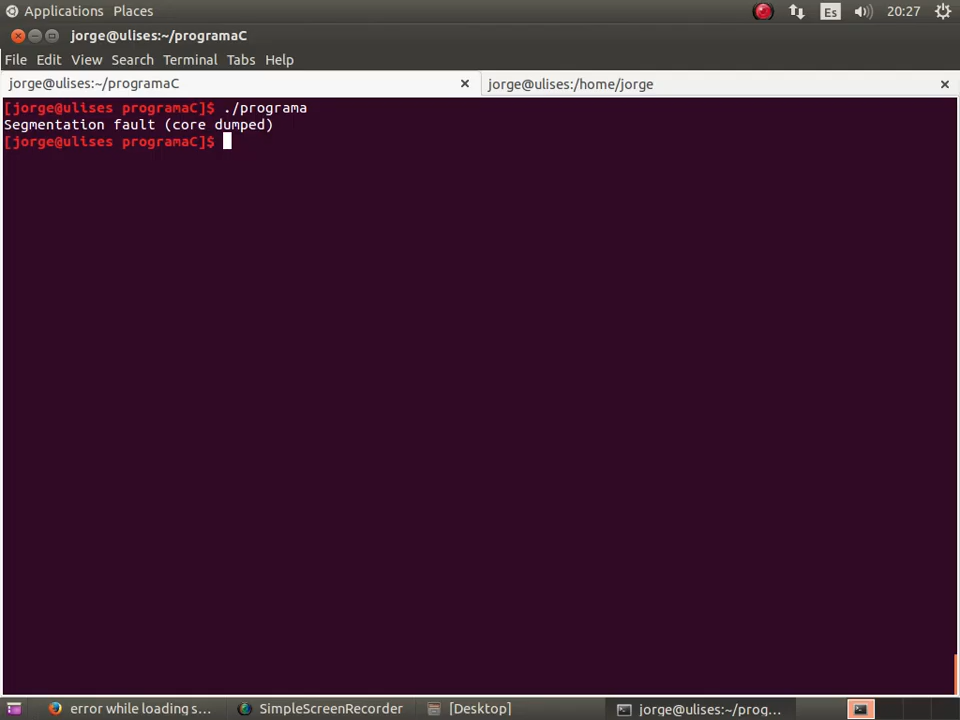 Applications Places Es 20:27
jorge@ulises:~/programaC
File Edit View Search Terminal Tabs Help
jorge@ulises:~/programaC × jorge@ulises:/home/jorge ×
[jorge@ulises programaC]$ ./programa
Segmentation fault (core dumped)
[jorge@ulises programaC]$
error while loading s... SimpleScreenRecorder [Desktop] jorge@ulises:~/prog...